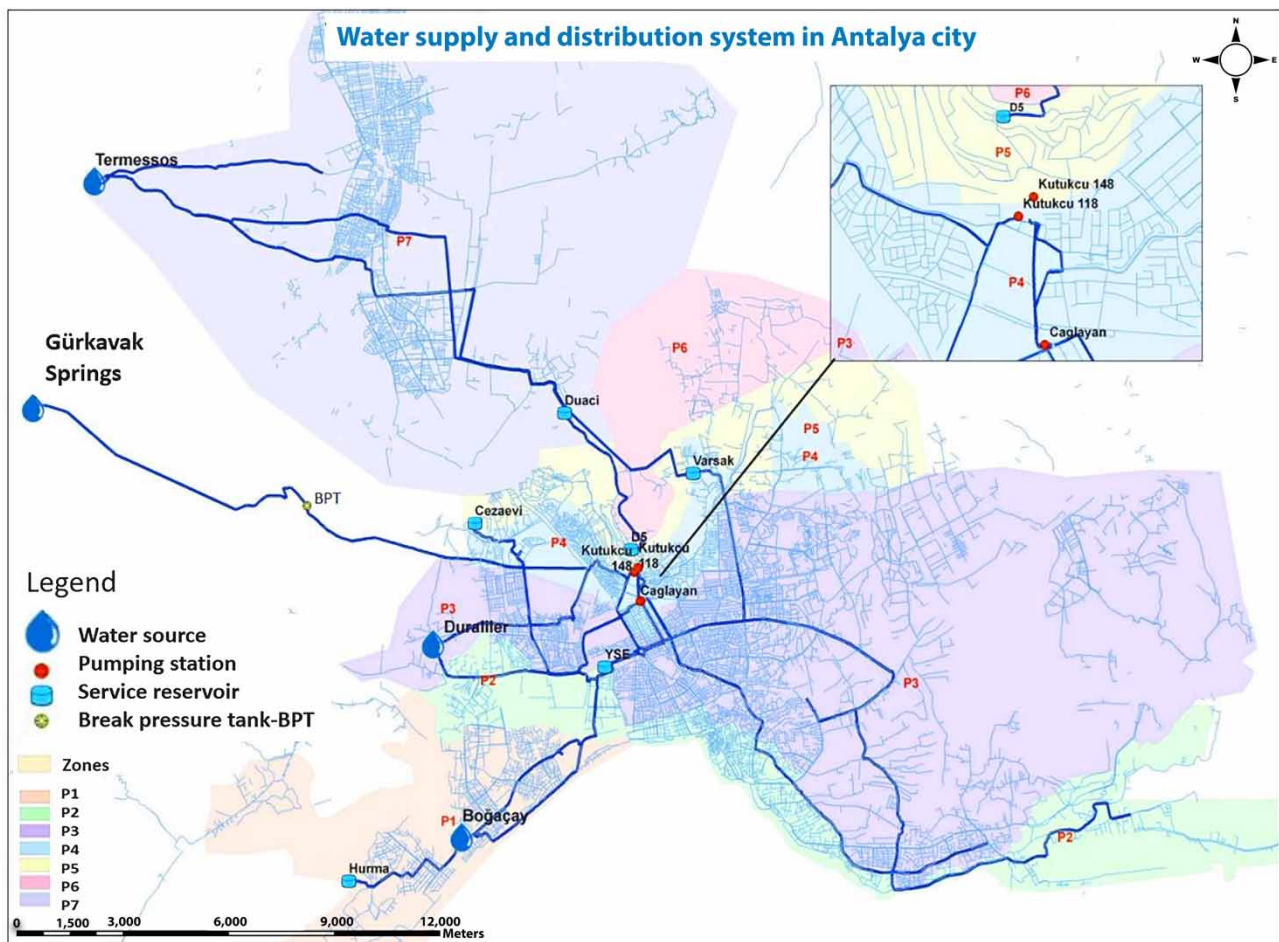 Water supply and distribution system in Antalya city
N
W
E
S
P6
D5
P5
Kutukcu 148
Kutukcu 118
P4
Caglayan
Termessos
P7
Gürkavak
Springs
P6
P3
Duaci
P5
P4
Varsak
BPT
Cezaevi
P4
D5
Kutukcu
Kutukcu
148
118
Caglayan
P3
Duraliler
YSE
P2
P3
Legend
Water source
Pumping station
Service reservoir
Break pressure tank-BPT
Zones
P1
P2
P3
P4
P5
P6
P7
P1
Boğaçay
P2
Hurma
0
1,500
3,000
6,000
9,000
12,000
Meters